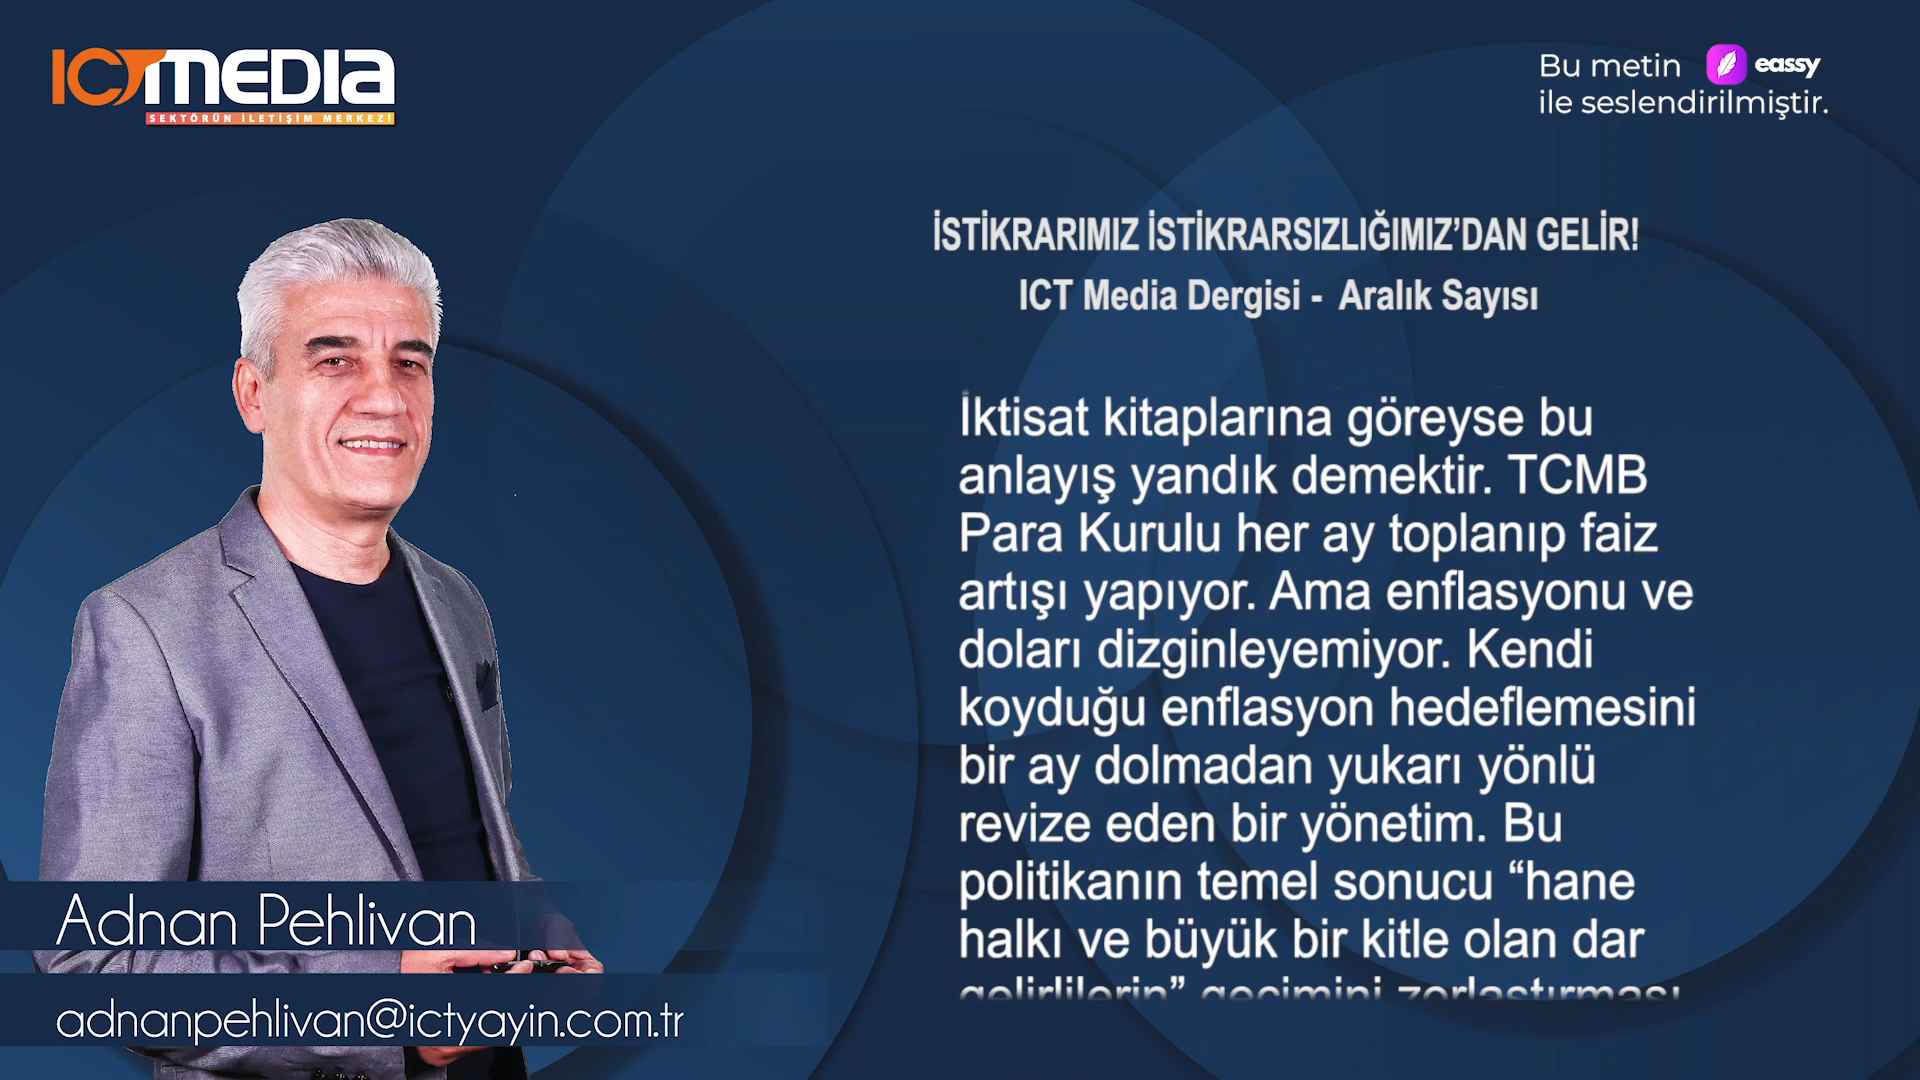 ICTMEDIA
SEKTÖRÜN İLETİŞİM MERKEZİ
Bu metin eassy
ile seslendirilmiştir.
İSTİKRARIMIZ İSTİKRARSIZLIĞIMIZ’DAN GELİR!
ICT Media Dergisi - Aralık Sayısı
İktisat kitaplarına göreyse bu
anlayış yandık demektir. TCMB
Para Kurulu her ay toplanıp faiz
artışı yapıyor. Ama enflasyonu ve
doları dizginleyemiyor. Kendi
koyduğu enflasyon hedeflemesini
bir ay dolmadan yukarı yönlü
revize eden bir yönetim. Bu
politikanın temel sonucu “hane
halkı ve büyük bir kitle olan dar
gelirlilerin” geçimini zorlaştırması
Adnan Pehlivan
adnanpehlivan@ictyayin.com.tr